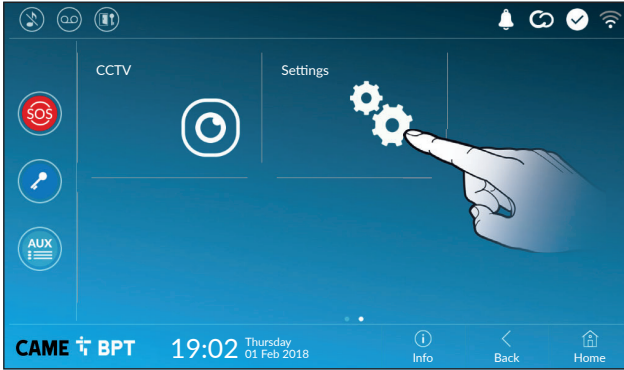 CCTV
Settings
SOS
AUX
CAME BPT
19:02
Thursday
01 Feb 2018
Info
Back
Home